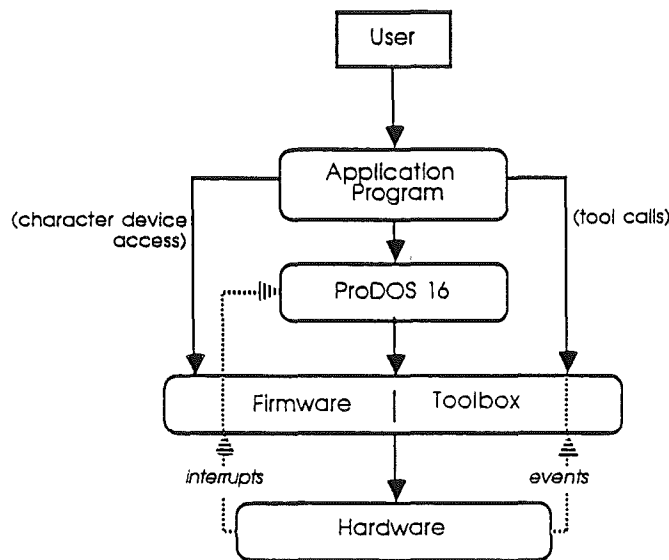 User
Application
Program
(character device
access)
(tool calls)
ProDOS 16
Firmware
Toolbox
interrupts
events
Hardware